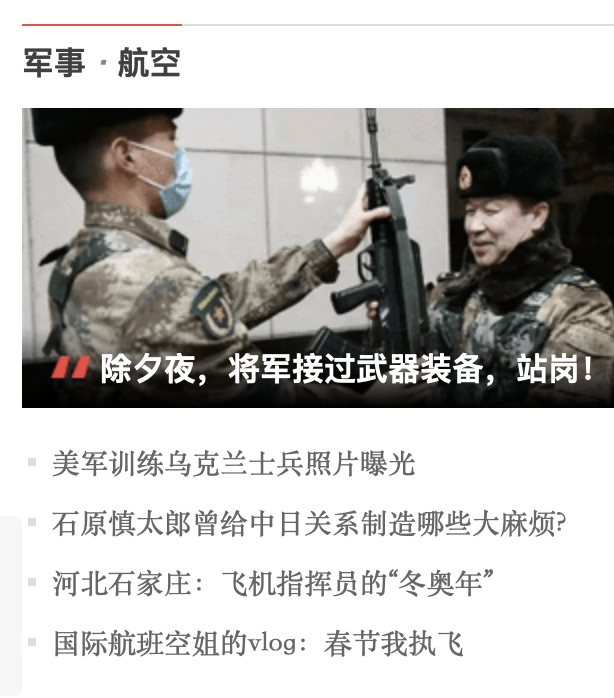 军事·航空
除夕夜，将军接过武器装备，站岗！
美军训练乌克兰士兵照片曝光
石原慎太郎曾给中日关系制造哪些大麻烦?
河北石家庄：飞机指挥员的“冬奥年”
国际航班空姐的vlog：春节我执飞